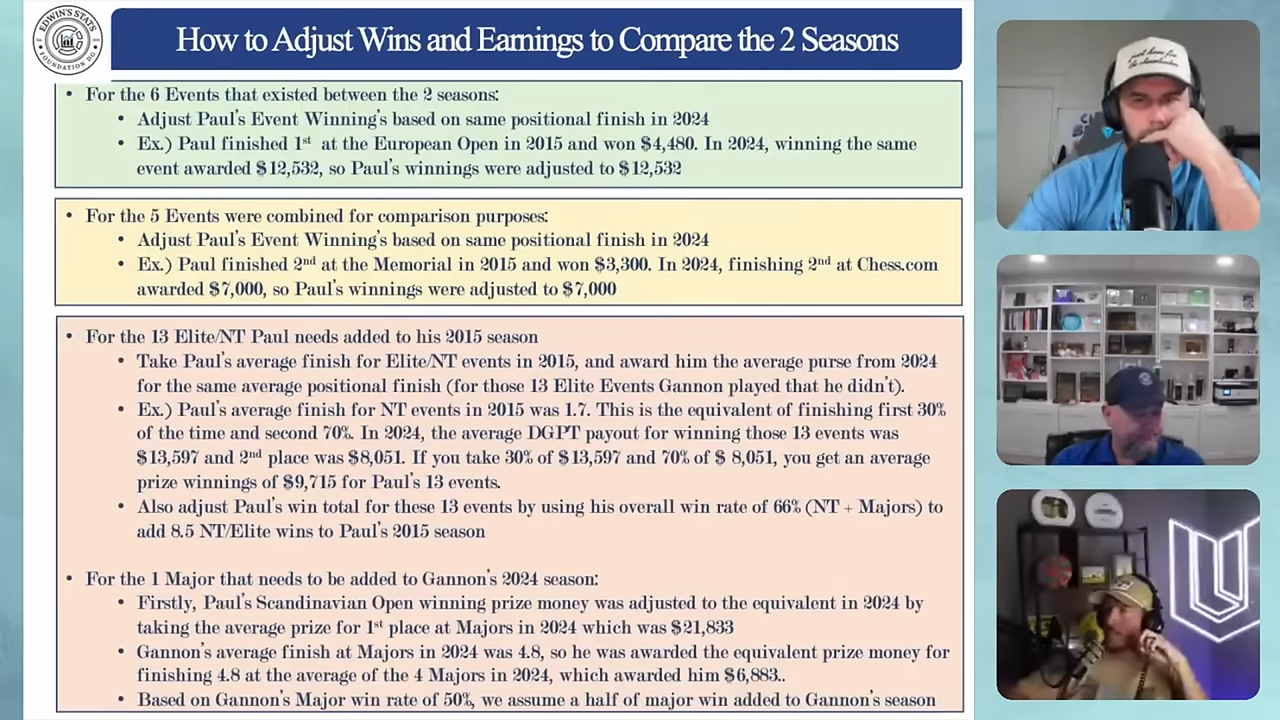 EDWIN'S STATS
How to Adjust Wins and Earnings to Compare the 2 Seasons
• For the 6 Events that existed between the 2 seasons:
• Adjust Paul's Event Winning's based on same positional finish in 2024
• Ex.) Paul finished 1st at the European Open in 2015 and won $4,480. In 2024, winning the same
event awarded $12,532, so Paul's winnings were adjusted to $12,532
• For the 5 Events were combined for comparison purposes:
• Adjust Paul's Event Winning's based on same positional finish in 2024
• Ex.) Paul finished 2nd at the Memorial in 2015 and won $3,300. In 2024, finishing 2nd at Chess.com
awarded $7,000, so Paul's winnings were adjusted to $7,000
• For the 13 Elite/NT Paul needs added to his 2015 season
• Take Paul's average finish for Elite/NT events in 2015, and award him the average purse from 2024
for the same average positional finish (for those 13 Elite Events Gannon played that he didn't).
• Ex.) Paul's average finish for NT events in 2015 was 1.7. This is the equivalent of finishing first 30%
of the time and second 70%. In 2024, the average DGPT payout for winning those 13 events was
$13,597 and 2nd place was $8,051. If you take 30% of $13,597 and 70% of $ 8,051, you get an average
prize winnings of $9,715 for Paul's 13 events.
• Also adjust Paul's win total for these 13 events by using his overall win rate of 66% (NT + Majors) to
add 8.5 NT/Elite wins to Paul's 2015 season
• For the 1 Major that needs to be added to Gannon's 2024 season:
• Firstly, Paul's Scandinavian Open winning prize money was adjusted to the equivalent in 2024 by
taking the average prize for 1st place at Majors in 2024 which was $21,833
• Gannon's average finish at Majors in 2024 was 4.8, so he was awarded the equivalent prize money for
finishing 4.8 at the average of the 4 Majors in 2024, which awarded him $6,883..
• Based on Gannon's Major win rate of 50%, we assume a half of major win added to Gannon's season